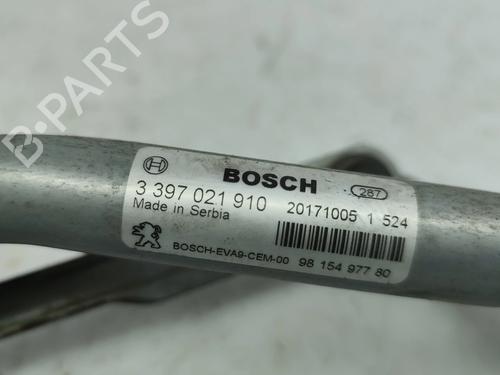 BOSCH
287
3 397 021 910
20171005 1 524
Made in Serbia
BOSCH-EVA9-CEM-00 98 154 977 80
B-PARTS